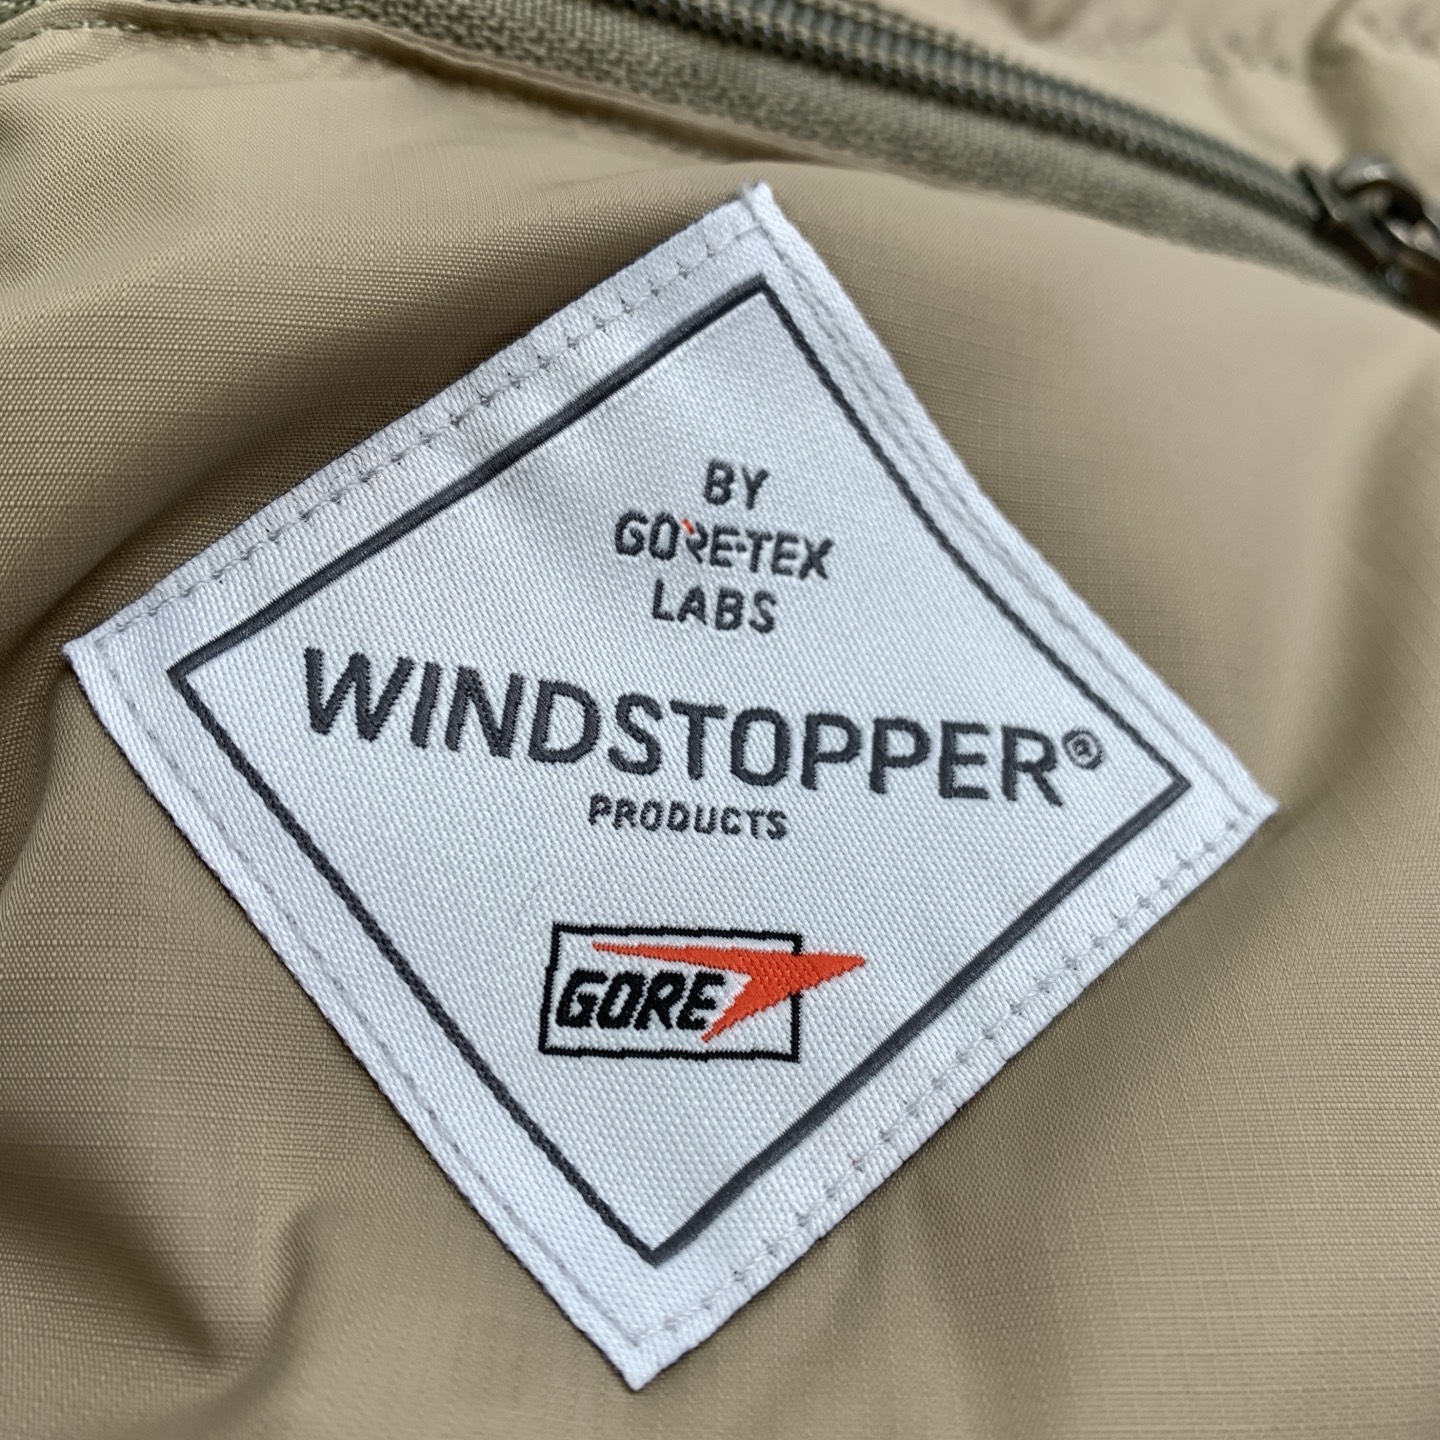 BY
GORE-TEX
LABS
WINDSTOPPER®
PRODUCTS
GORE